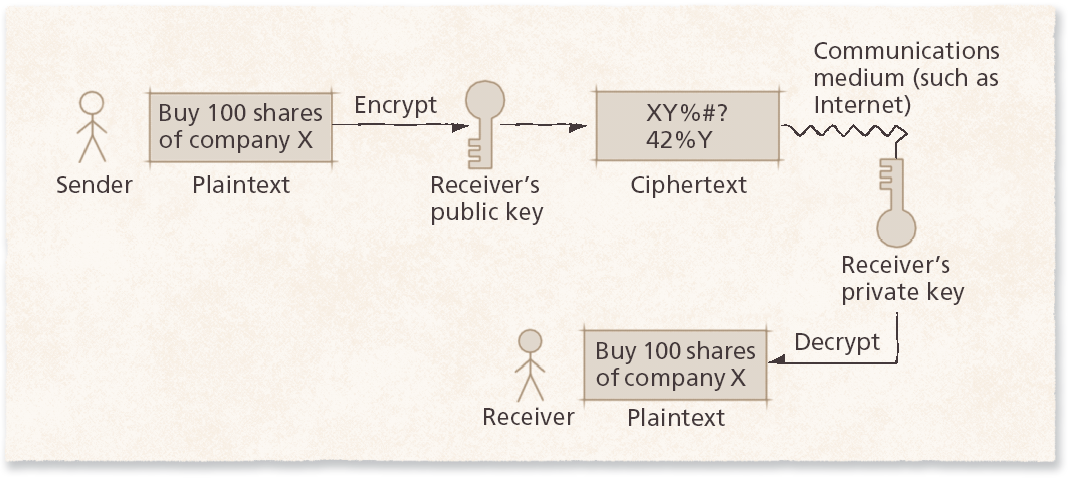 Communications
medium (such as
Internet)
Buy 100 shares
of company X
Encrypt
XY%#?
42%Y
Sender
Plaintext
Receiver's
public key
Ciphertext
Receiver's
private key
Buy 100 shares
of company X
Decrypt
Receiver
Plaintext